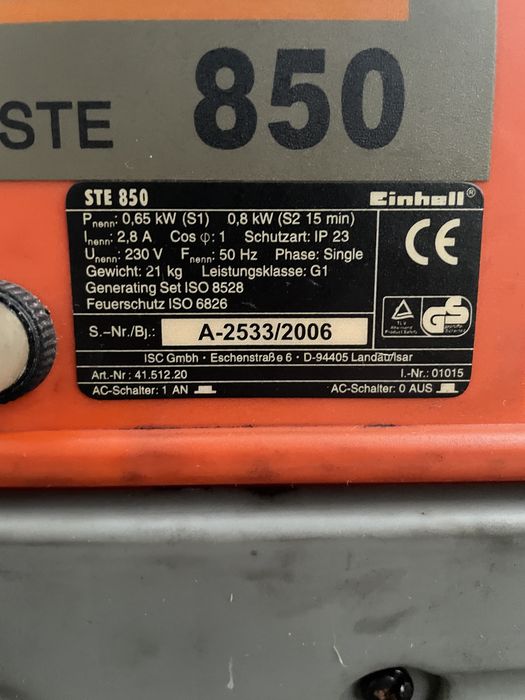 STE 850
STE 850 Einhell®
Pnenn: 0,65 kW (S1) 0,8 kW (S2 15 min)
Inenn: 2,8 A Cos φ: 1 Schutzart: IP 23
Unenn: 230 V Fnenn: 50 Hz Phase: Single
Gewicht: 21 kg Leistungsklasse: G1
Generating Set ISO 8528
Feuerschutz ISO 6826
CE
S.–Nr./Bj.: A-2533/2006
TÜV
GS
ISC GmbH · Eschenstraße 6 · D-94405 Landau/Isar
Art.-Nr.: 41.512.20 I.-Nr.: 01015
AC-Schalter: 1 AN AC-Schalter: 0 AUS